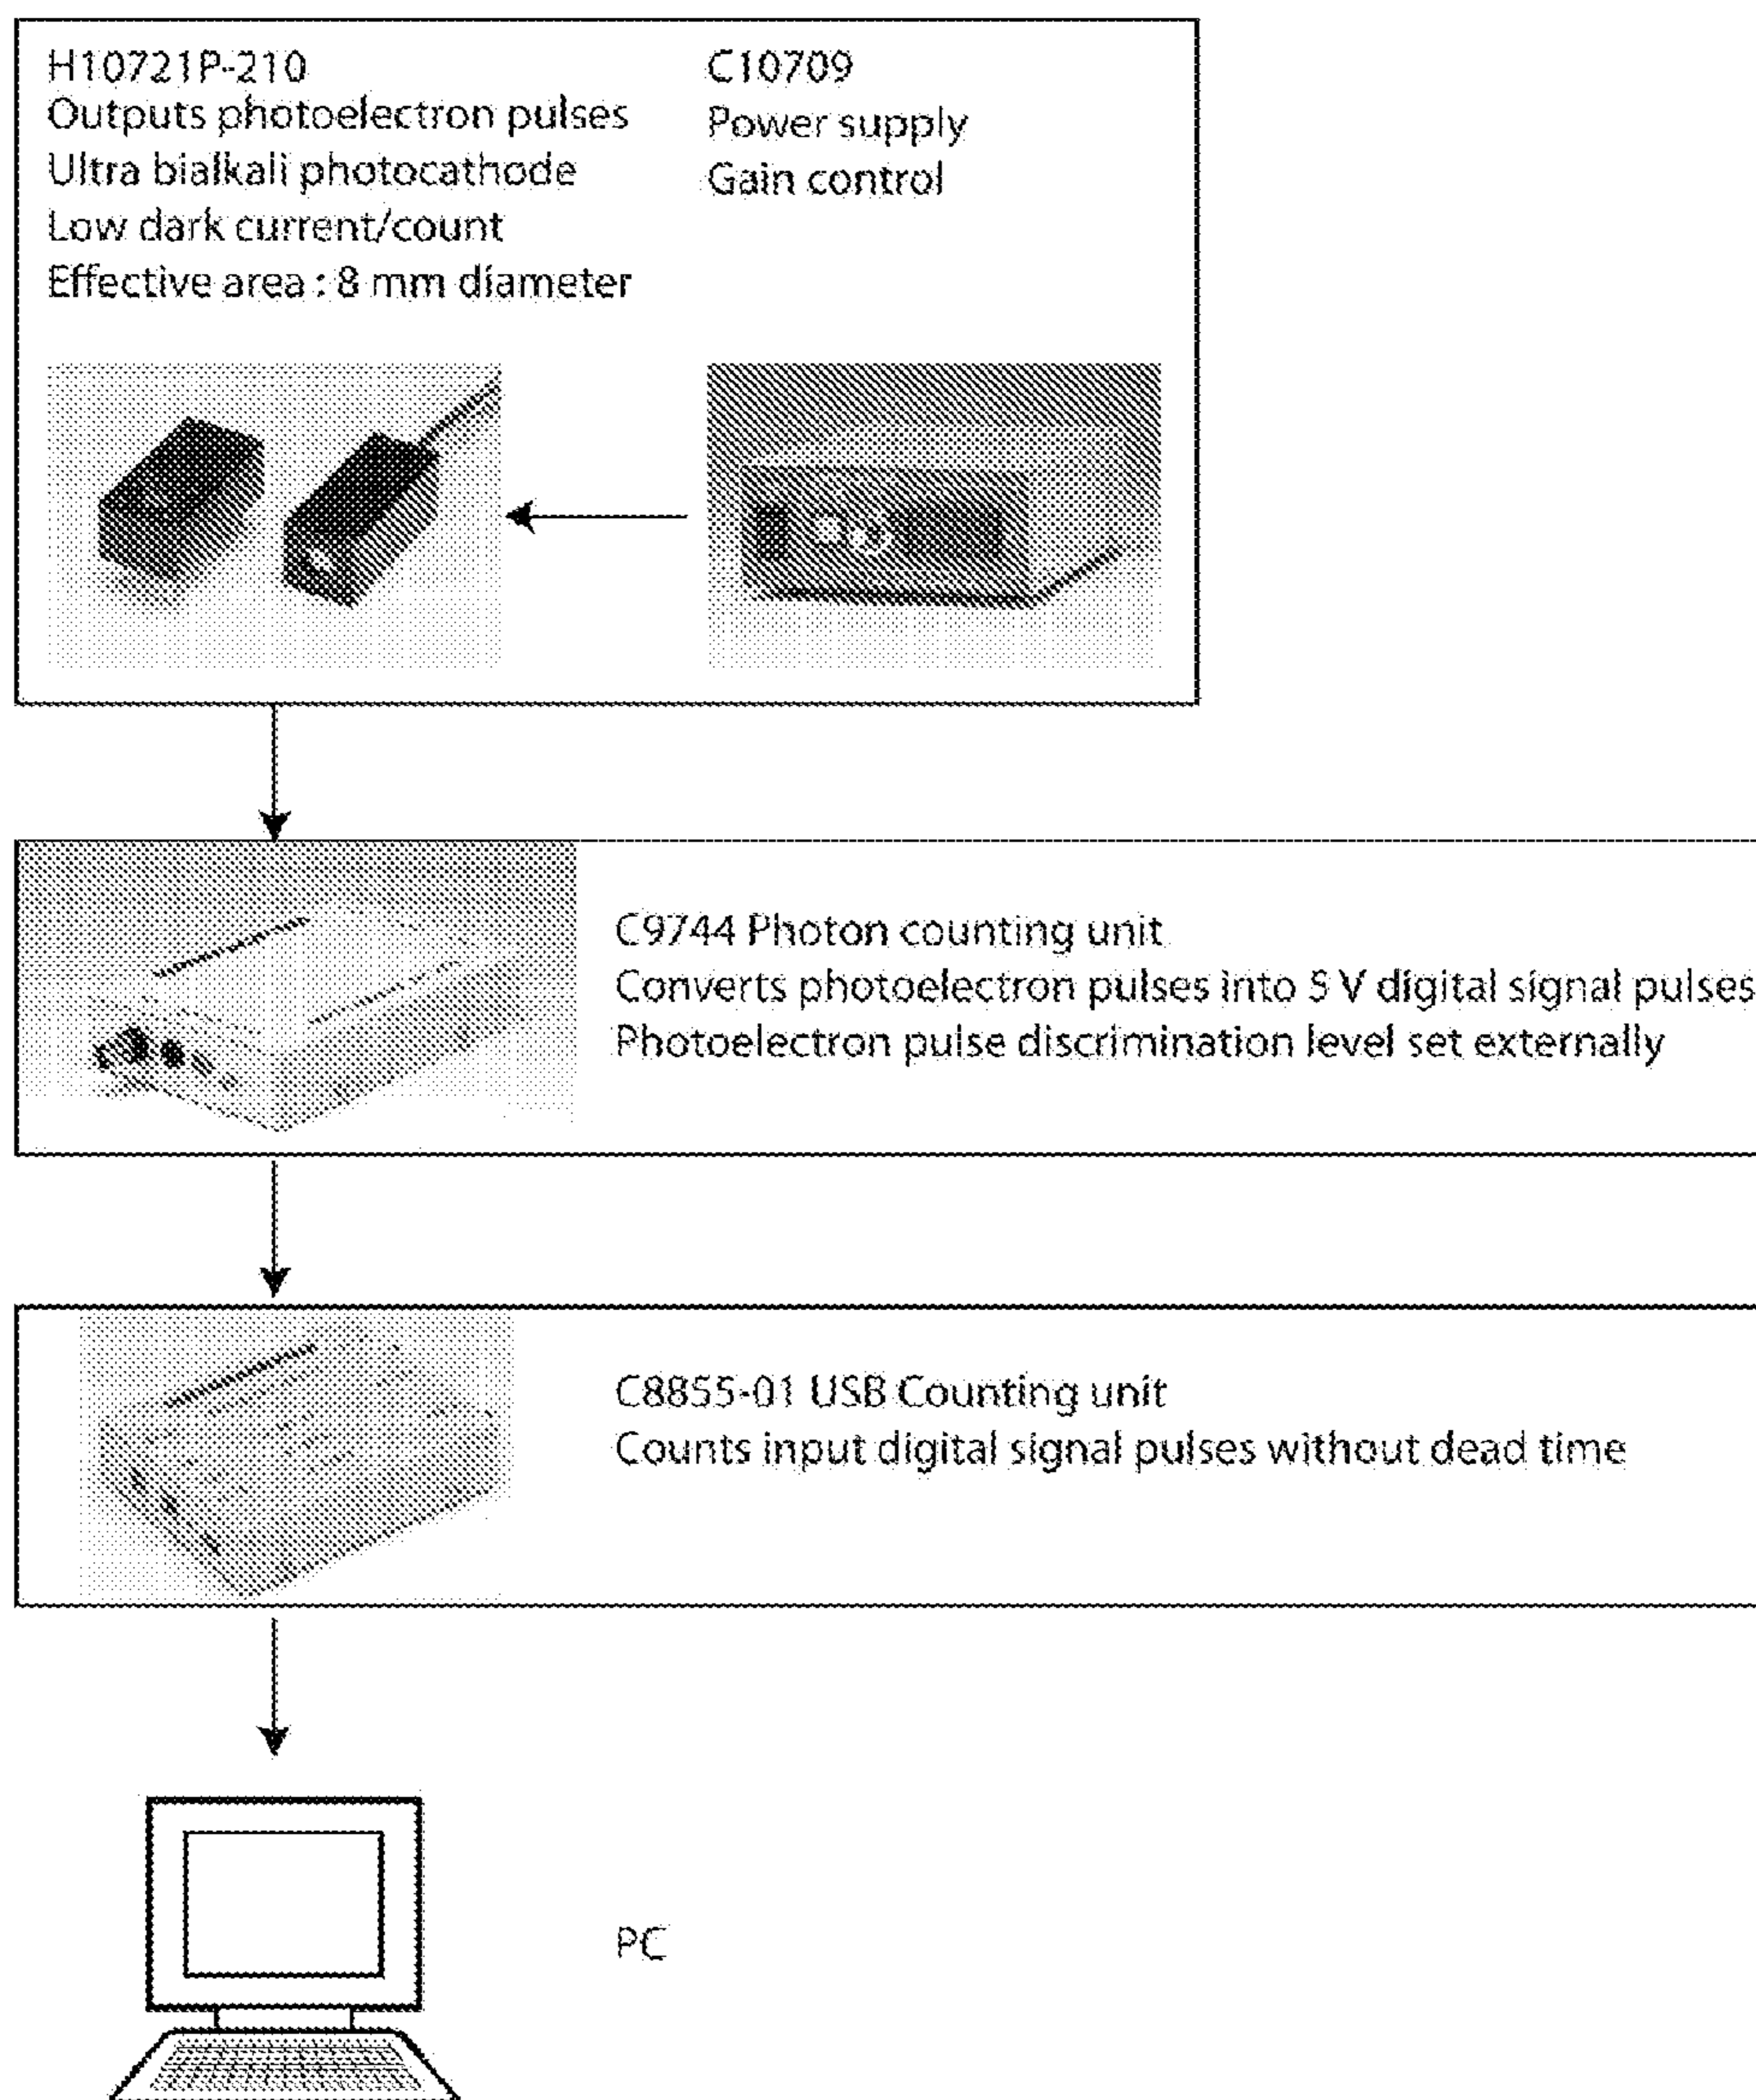 H10721P-210
Outputs photoelectron pulses
Ultra bialkali photocathode
Low dark current/count
Effective area : 8 mm diameter
C10709
Power supply
Gain control
C9744 Photon counting unit
Converts photoelectron pulses into 5 V digital signal pulses
Photoelectron pulse discrimination level set externally
C8855-01 USB Counting unit
Counts input digital signal pulses without dead time
PC